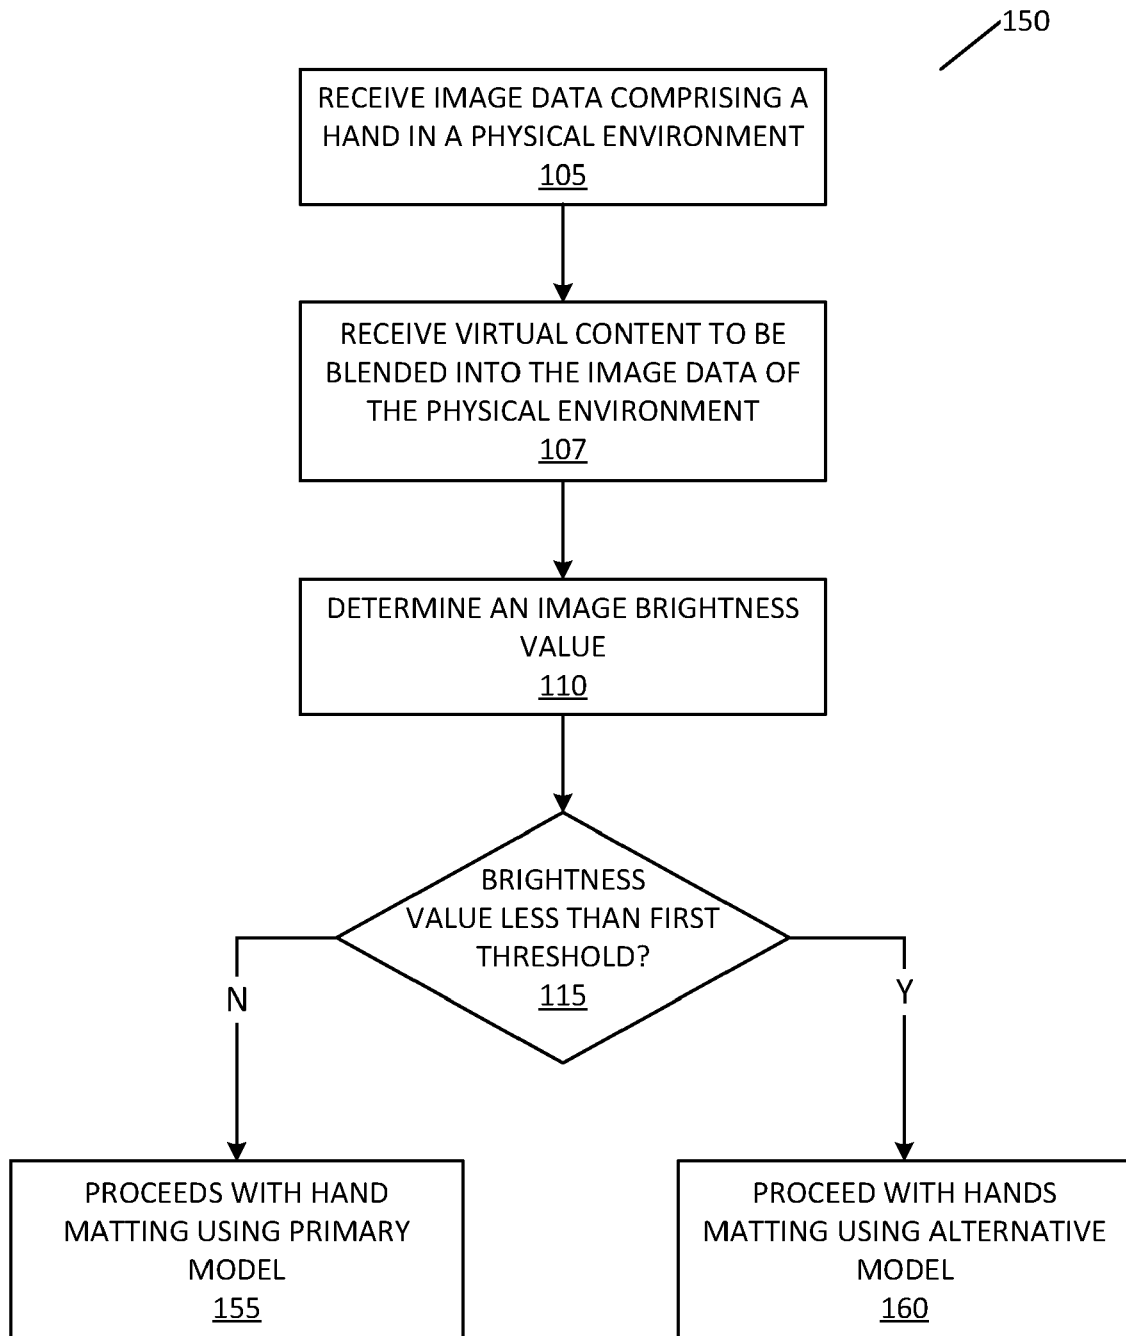 150
RECEIVE IMAGE DATA COMPRISING A
HAND IN A PHYSICAL ENVIRONMENT
105
RECEIVE VIRTUAL CONTENT TO BE
BLENDED INTO THE IMAGE DATA OF
THE PHYSICAL ENVIRONMENT
107
DETERMINE AN IMAGE BRIGHTNESS
VALUE
110
BRIGHTNESS
VALUE LESS THAN FIRST
THRESHOLD?
115
N
Y
PROCEEDS WITH HAND
MATTING USING PRIMARY
MODEL
155
PROCEED WITH HANDS
MATTING USING ALTERNATIVE
MODEL
160